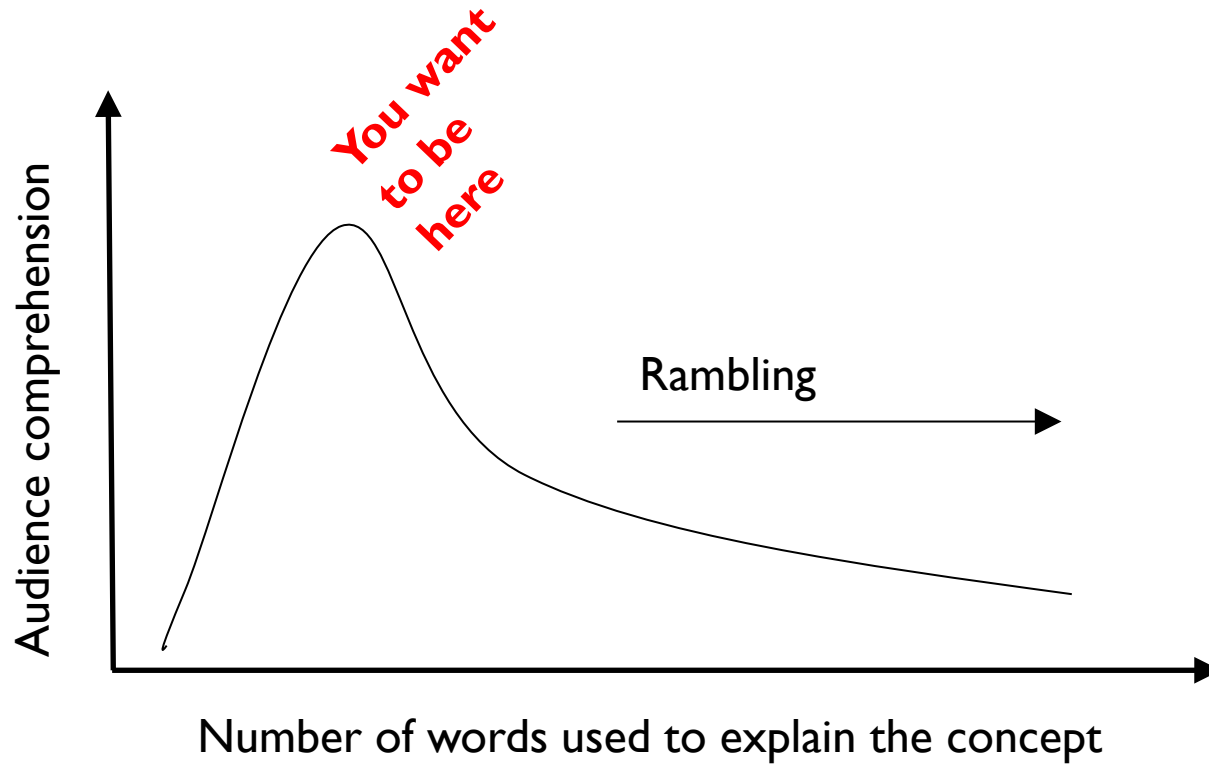 You want
to be
here
Audience comprehension
Rambling
Number of words used to explain the concept